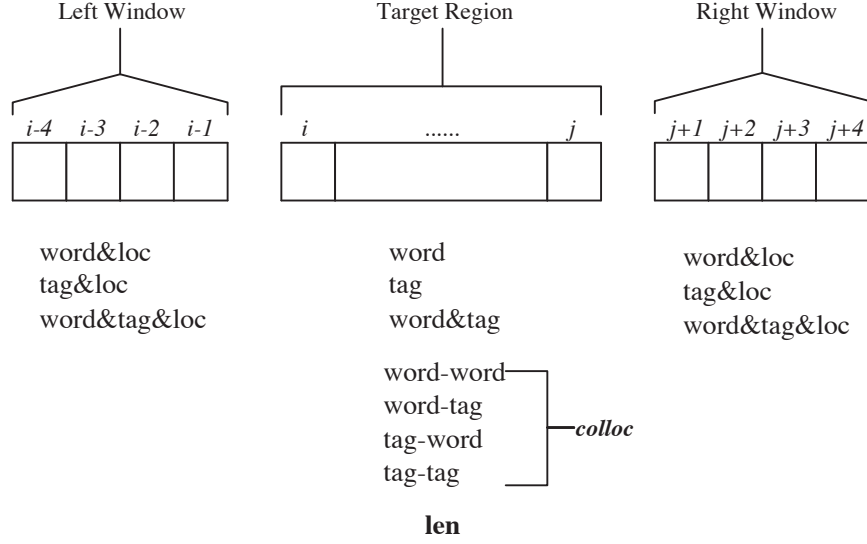 Left Window
Target Region
Right Window
i-4 i-3 i-2 i-1
i ...... j
j+1 j+2 j+3 j+4
word&loc
tag&loc
word&tag&loc
word
tag
word&tag
word-word
word-tag
tag-word
tag-tag
colloc
len
word&loc
tag&loc
word&tag&loc